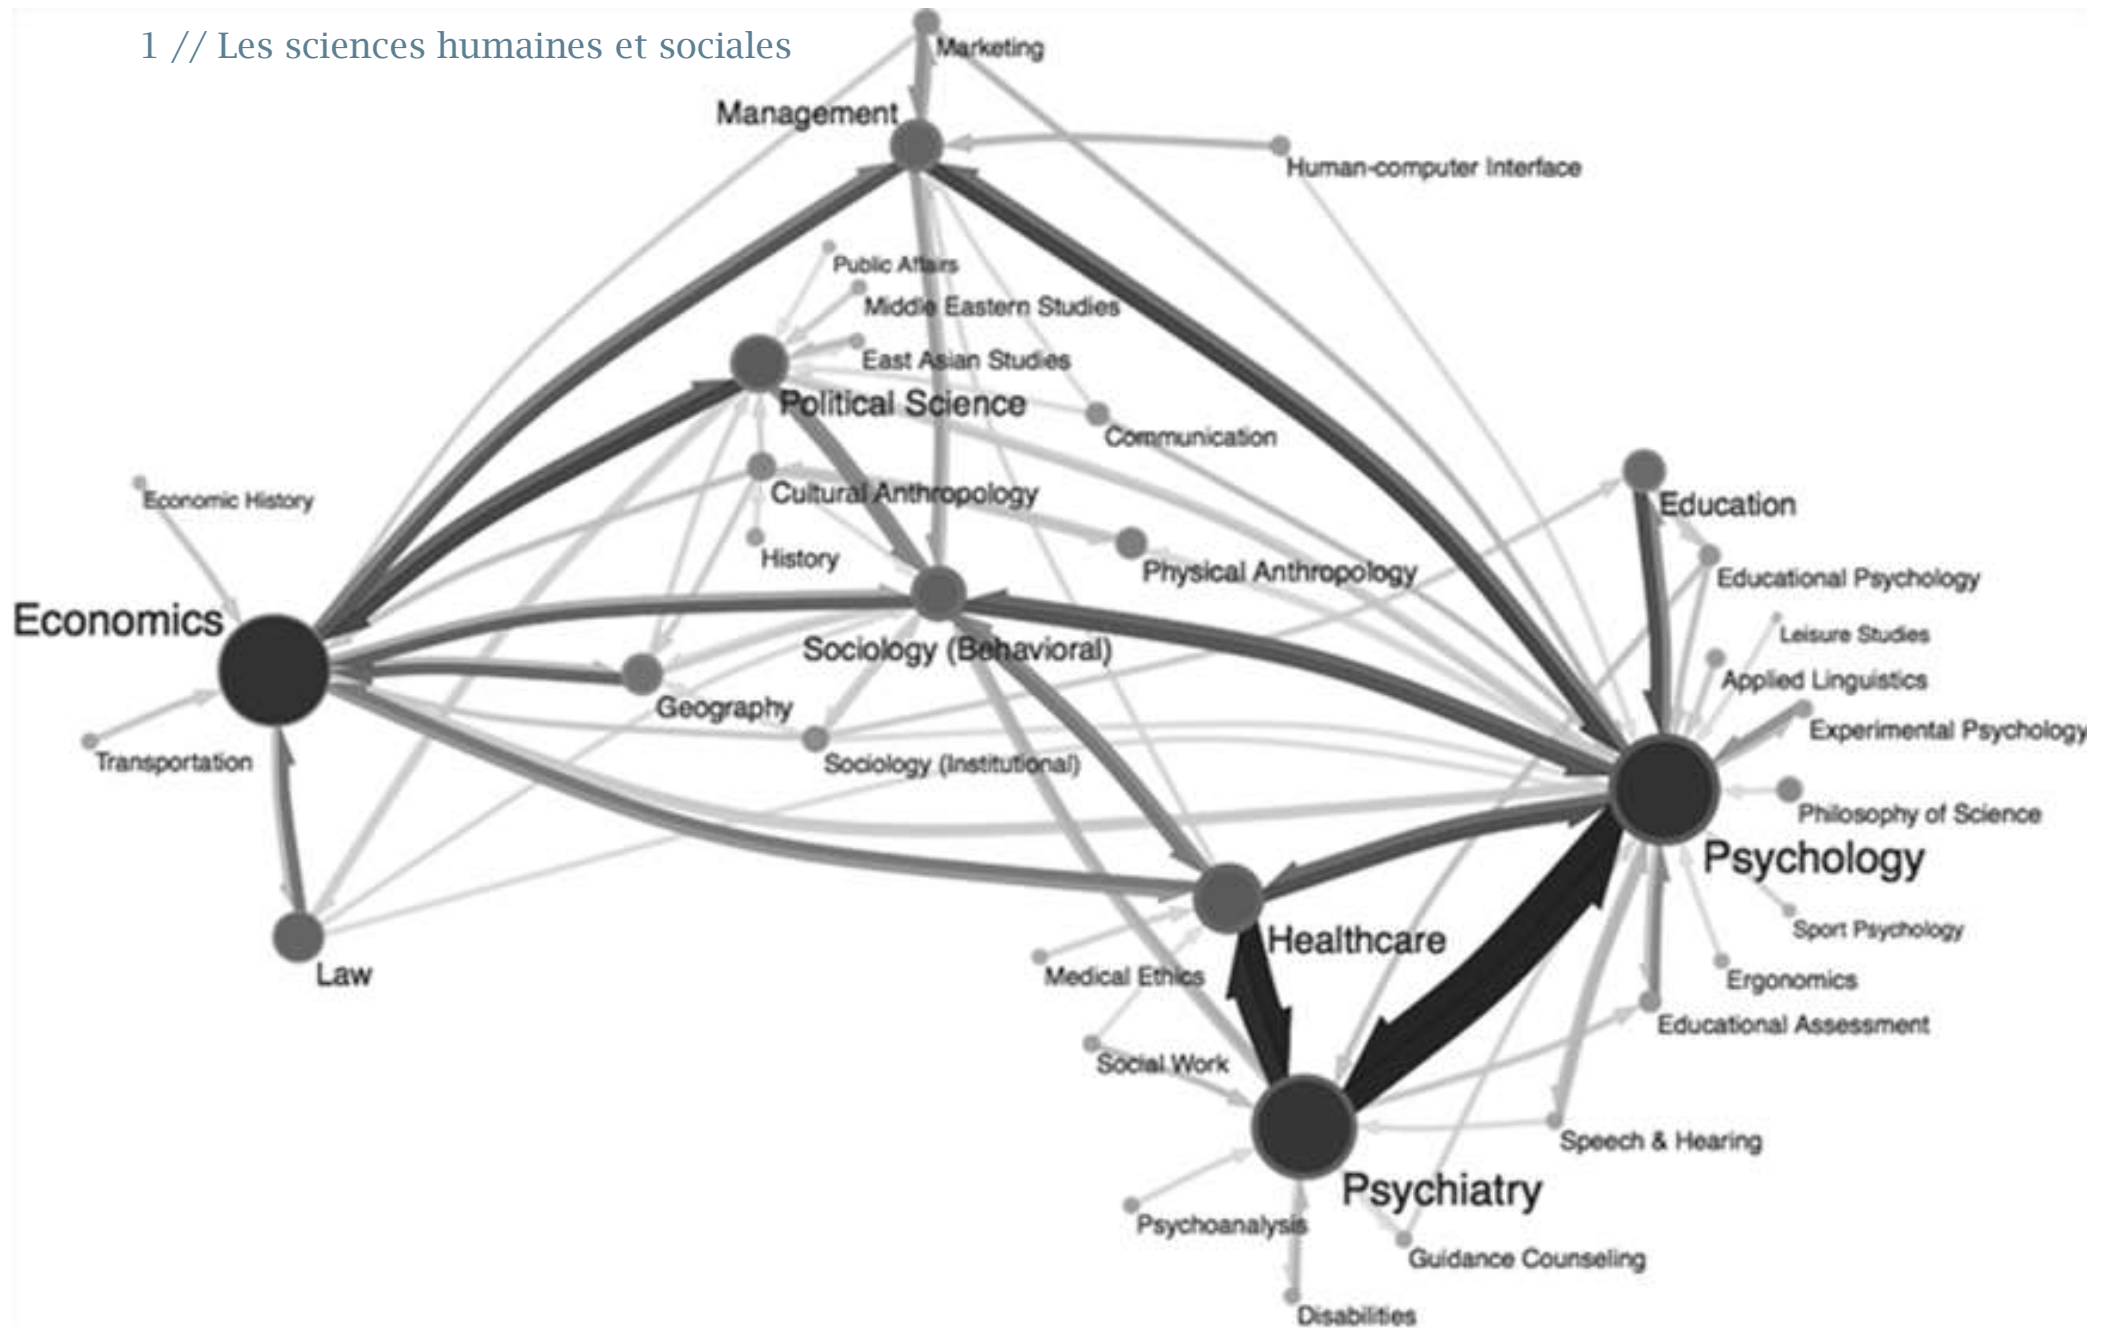 1 // Les sciences humaines et sociales
Marketing
Management
Human-computer Interface
Public Affairs
Middle Eastern Studies
East Asian Studies
Political Science
Communication
Economic History
Cultural Anthropology
Education
History
Physical Anthropology
Educational Psychology
Economics
Leisure Studies
Sociology (Behavioral)
Applied Linguistics
Geography
Experimental Psychology
Transportation
Sociology (Institutional)
Philosophy of Science
Psychology
Sport Psychology
Healthcare
Law
Medical Ethics
Ergonomics
Educational Assessment
Social Work
Speech & Hearing
Psychiatry
Psychoanalysis
Guidance Counseling
Disabilities